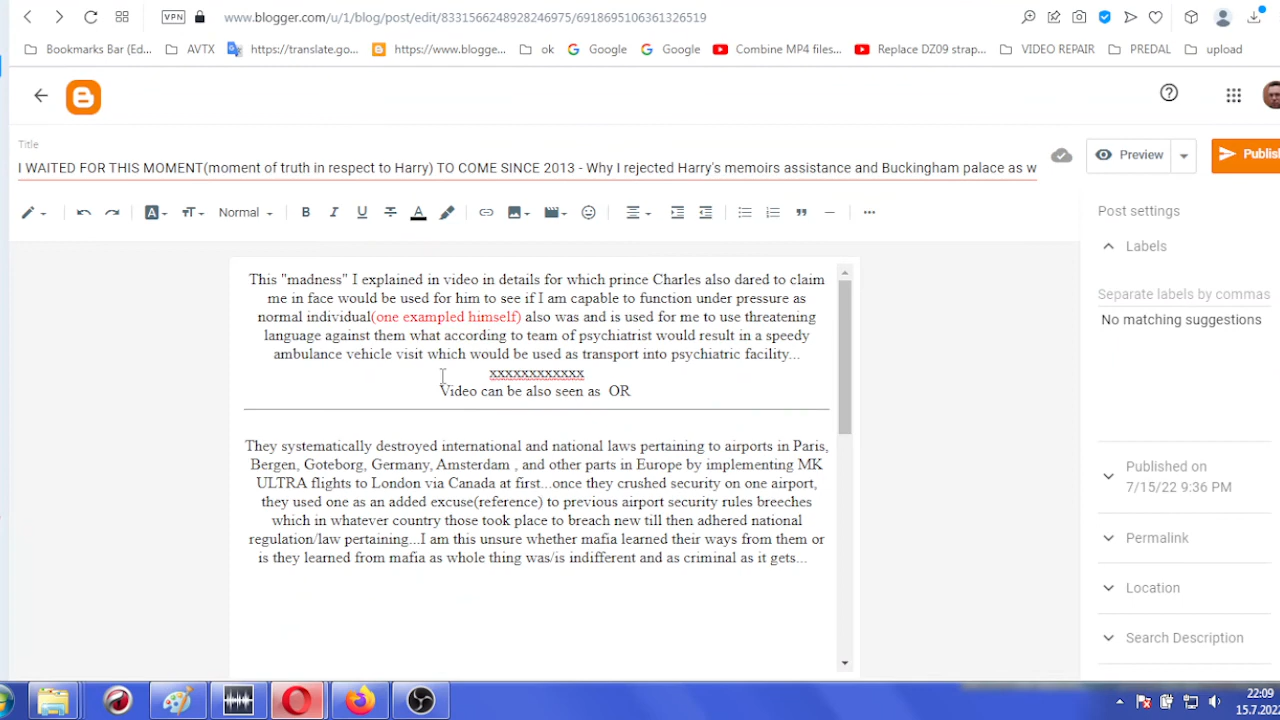 VPN
www.blogger.com/u/1/blog/post/edit/8331566248928246975/6918695106361326519
Bookmarks Bar (Ed... AVTX https://translate.go... https://www.blogge... ok Google Google Combine MP4 files... Replace DZ09 strap... VIDEO REPAIR PREDAL upload
Title
I WAITED FOR THIS MOMENT(moment of truth in respect to Harry) TO COME SINCE 2013 - Why I rejected Harry's memoirs assistance and Buckingham palace as w
Preview
Publis
Normal
Post settings
Labels
Separate labels by commas
No matching suggestions
This "madness" I explained in video in details for which prince Charles also dared to claim
me in face would be used for him to see if I am capable to function under pressure as
normal individual(one exampled himself) also was and is used for me to use threatening
language against them what according to team of psychiatrist would result in a speedy
ambulance vehicle visit which would be used as transport into psychiatric facility...
xxxxxxxxxxxx
Video can be also seen as  OR
They systematically destroyed international and national laws pertaining to airports in Paris,
Bergen, Goteborg, Germany, Amsterdam , and other parts in Europe by implementing MK
ULTRA flights to London via Canada at first...once they crushed security on one airport,
they used one as an added excuse(reference) to previous airport security rules breeches
which in whatever country those took place to breach new till then adhered national
regulation/law pertaining...I am this unsure whether mafia learned their ways from them or
is they learned from mafia as whole thing was/is indifferent and as criminal as it gets...
Published on
7/15/22 9:36 PM
Permalink
Location
Search Description
22:09
15.7.202